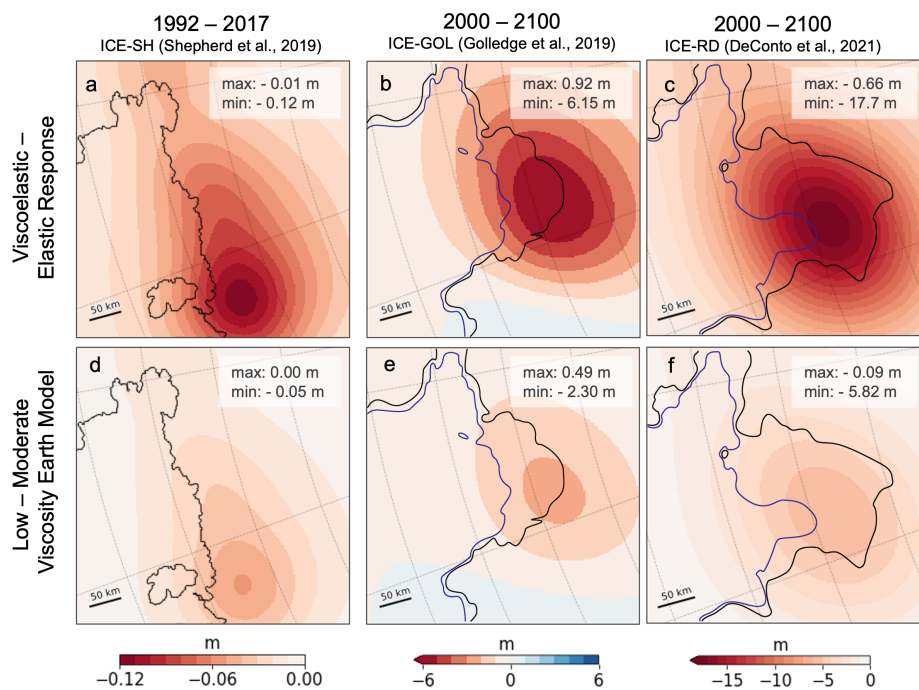 1992 – 2017
ICE-SH (Shepherd et al., 2019)
2000 – 2100
ICE-GOL (Golledge et al., 2019)
2000 – 2100
ICE-RD (DeConto et al., 2021)
Viscoelastic –
Elastic Response
a
max: - 0.01 m
min: - 0.12 m
50 km
b
max: 0.92 m
min: - 6.15 m
50 km
c
max: - 0.66 m
min: - 17.7 m
50 km
Low – Moderate
Viscosity Earth Model
d
max: 0.00 m
min: - 0.05 m
50 km
e
max: 0.49 m
min: - 2.30 m
50 km
f
max: - 0.09 m
min: - 5.82 m
50 km
m
−0.12 −0.06 0.00
m
−6 0 6
m
−15 −10 −5 0